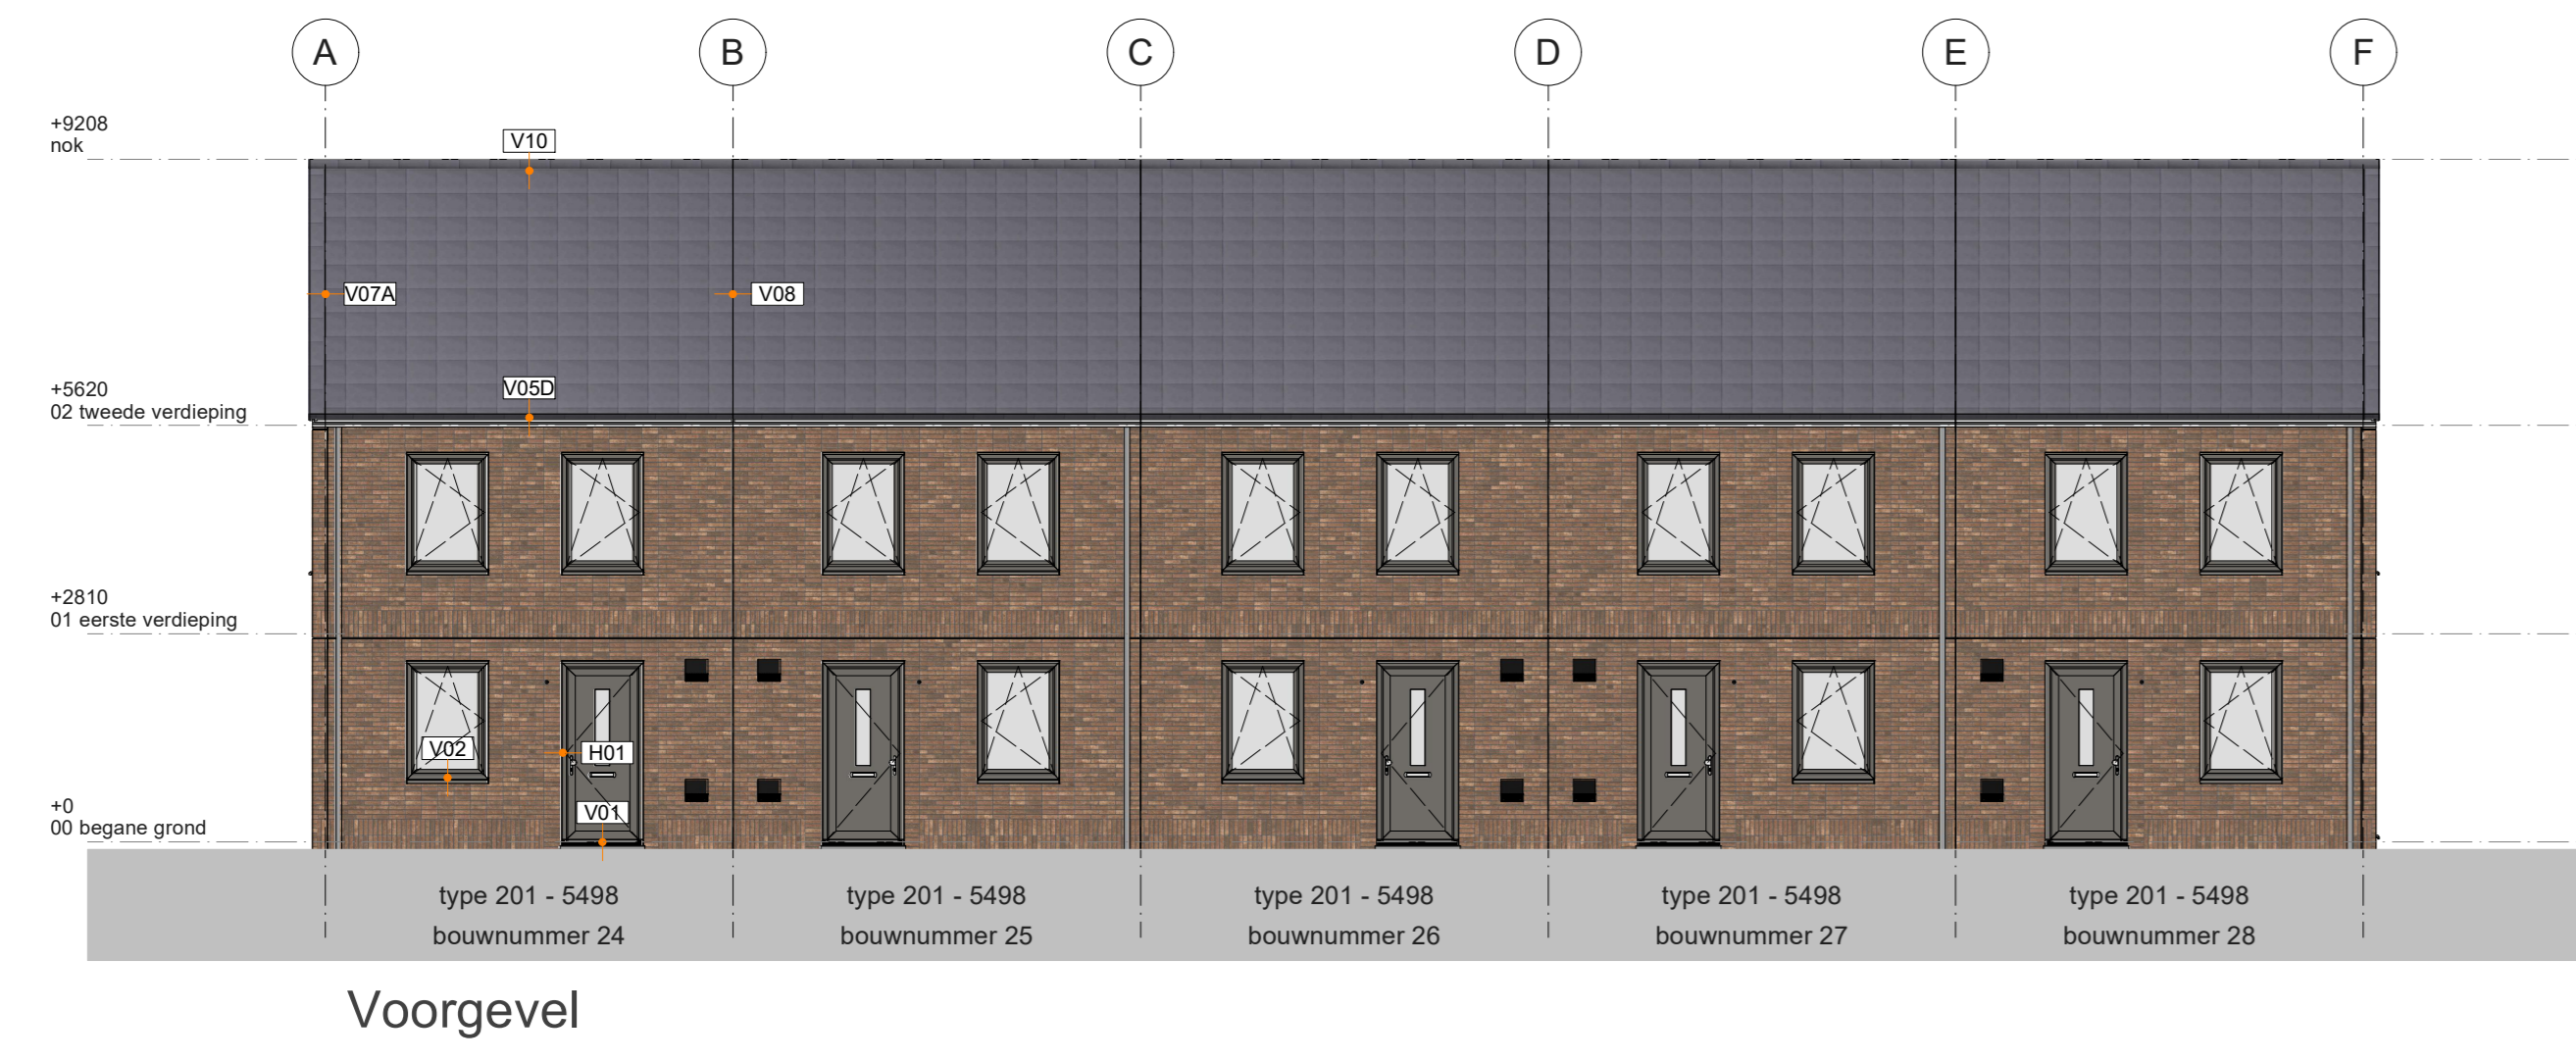 A
B
C
D
E
F
+9208
nok
V10
V07A
V08
+5620
02 tweede verdieping
V05D
+2810
01 eerste verdieping
V02
H01
V01
+0
00 begane grond
type 201 - 5498
bouwnummer 24
type 201 - 5498
bouwnummer 25
type 201 - 5498
bouwnummer 26
type 201 - 5498
bouwnummer 27
type 201 - 5498
bouwnummer 28
Voorgevel